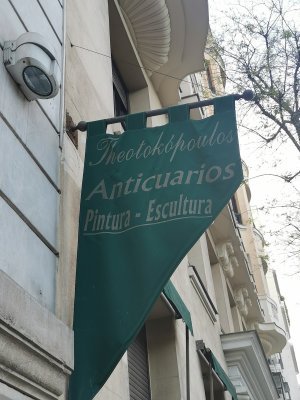 Theotokópoulos
Anticuarios
Pintura - Escultura